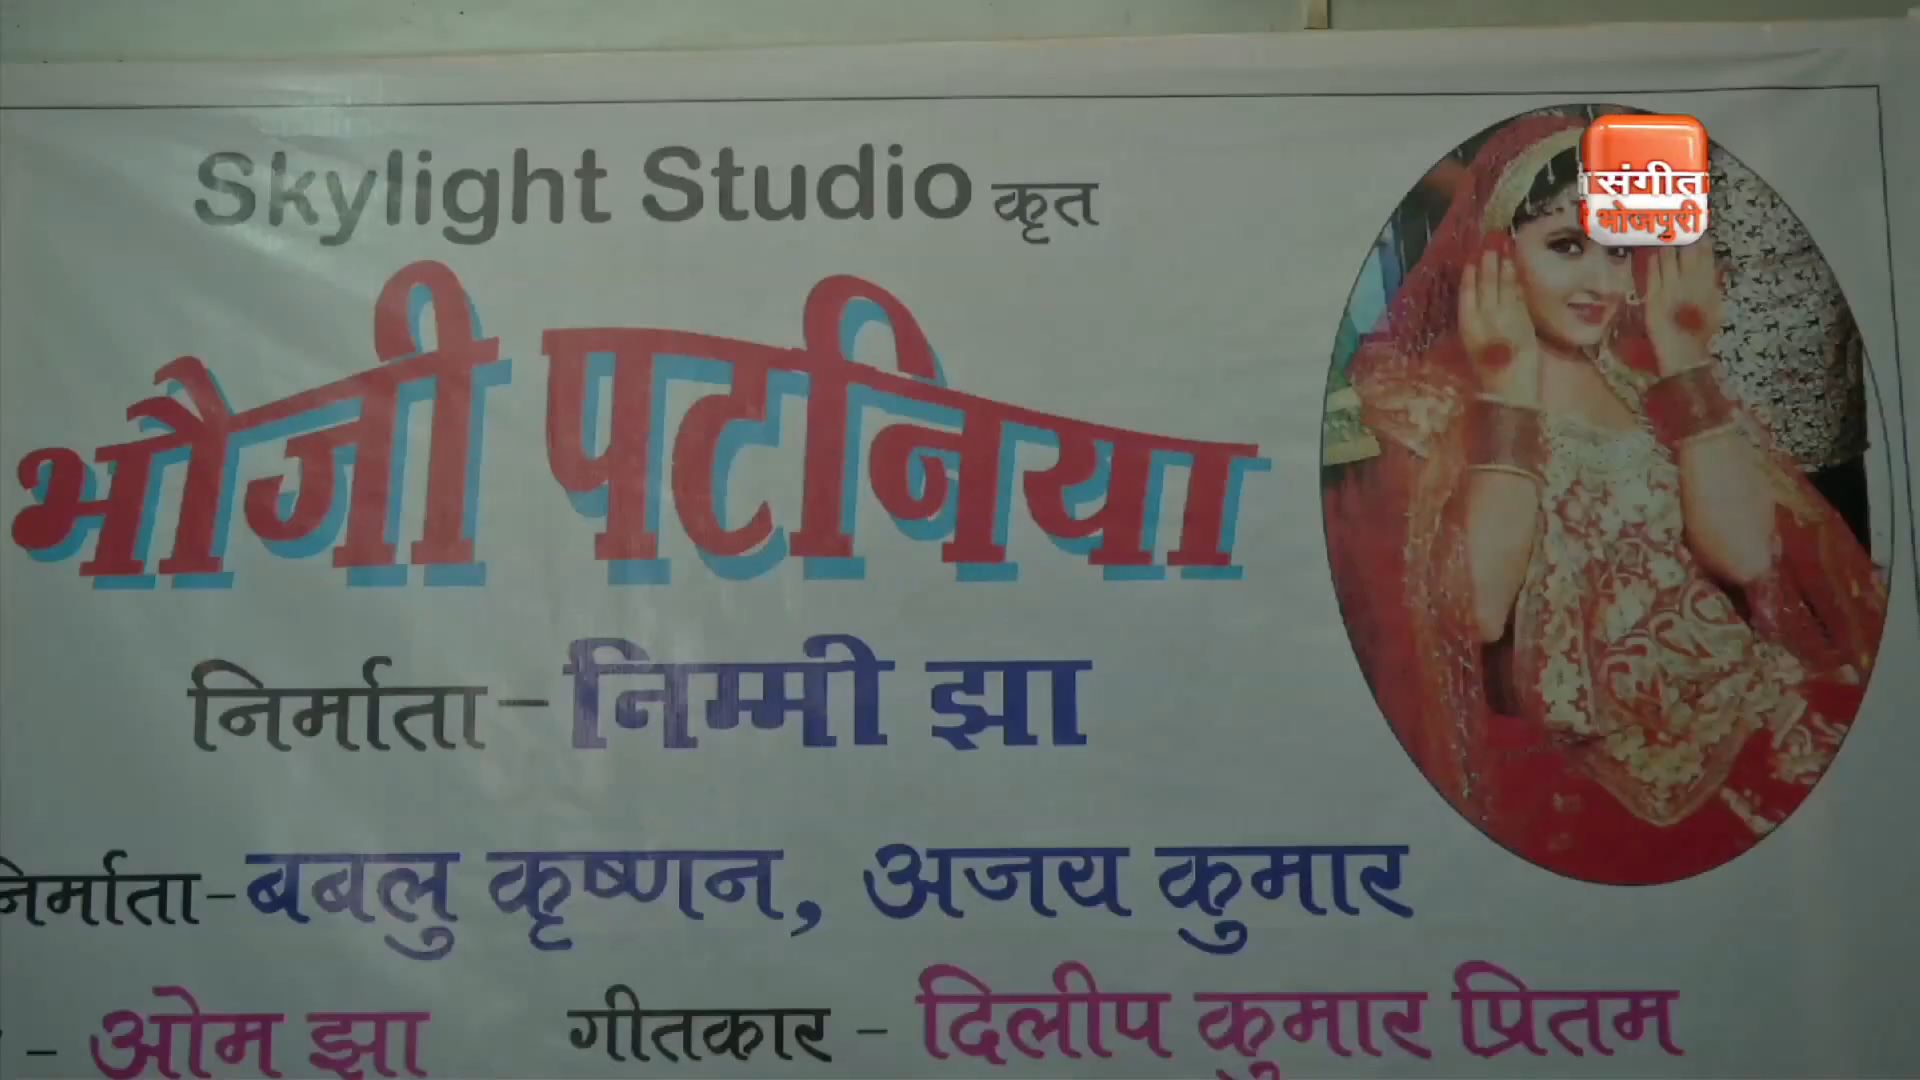 Skylight Studio कृत
संगीत
भोजपुरी
भौजी पटनिया
निर्माता - निम्मी झा
निर्माता - बबलु कृष्णन, अजय कुमार
- ओम झा गीतकार - दिलीप कुमार प्रितम